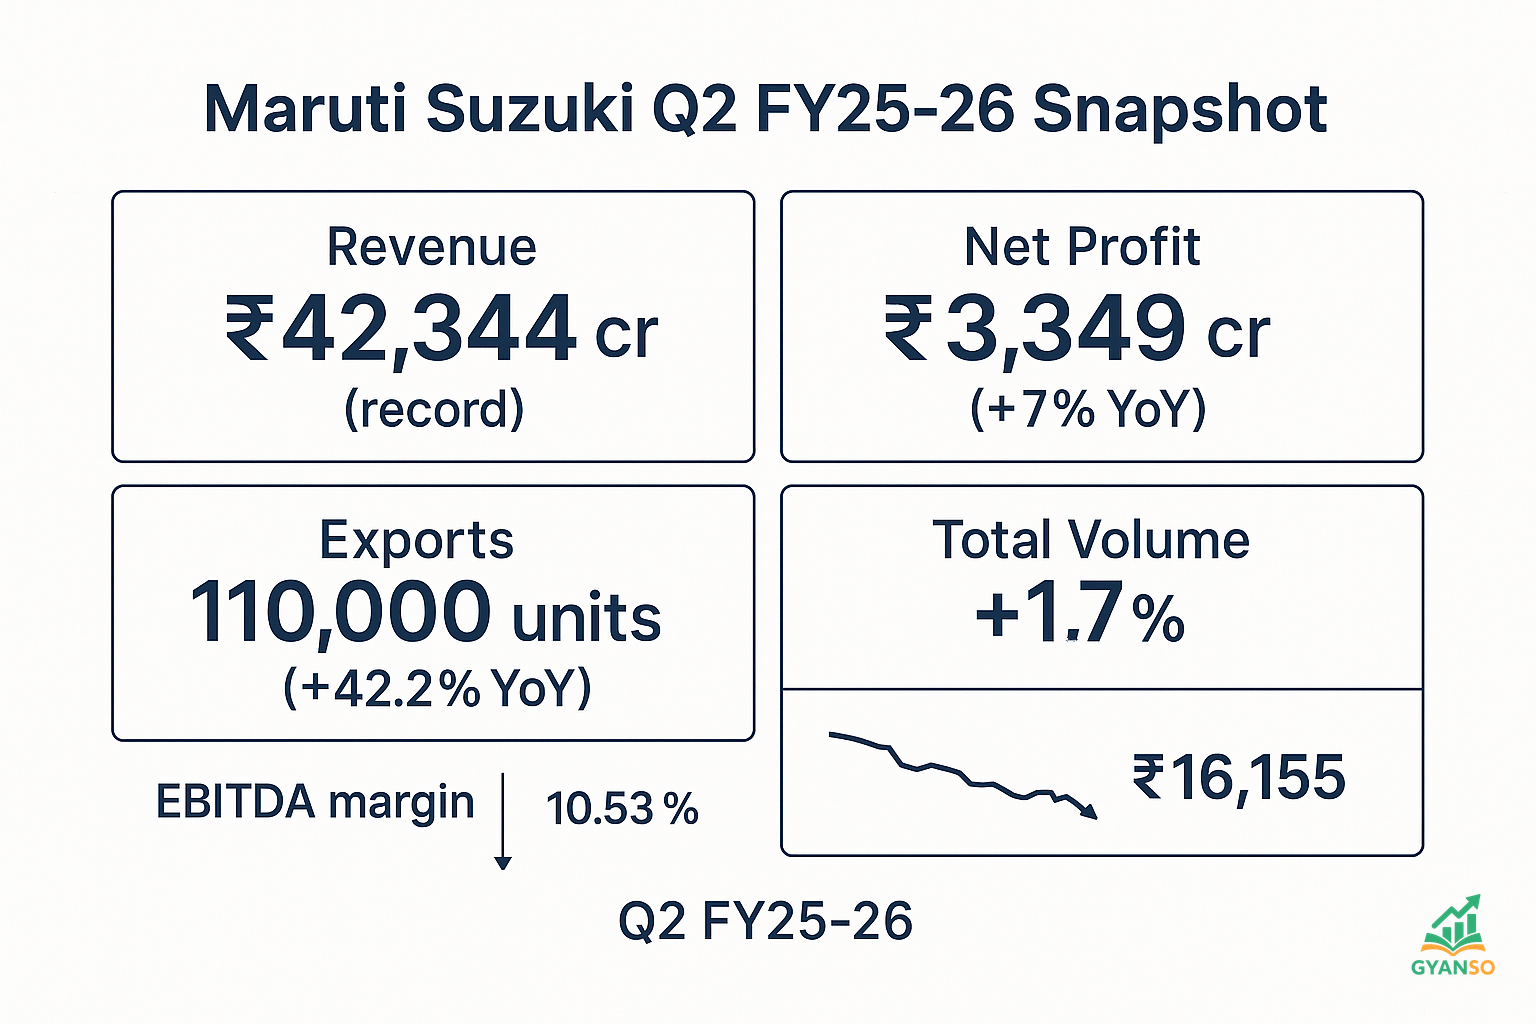 Maruti Suzuki Q2 FY25-26 Snapshot
Revenue
₹42,344 cr
(record)
Net Profit
₹3,349 cr
(+7% YoY)
Exports
110,000 units
(+42.2% YoY)
Total Volume
+1.7%
₹16,155
EBITDA margin
10.53%
Q2 FY25-26
GYANSO